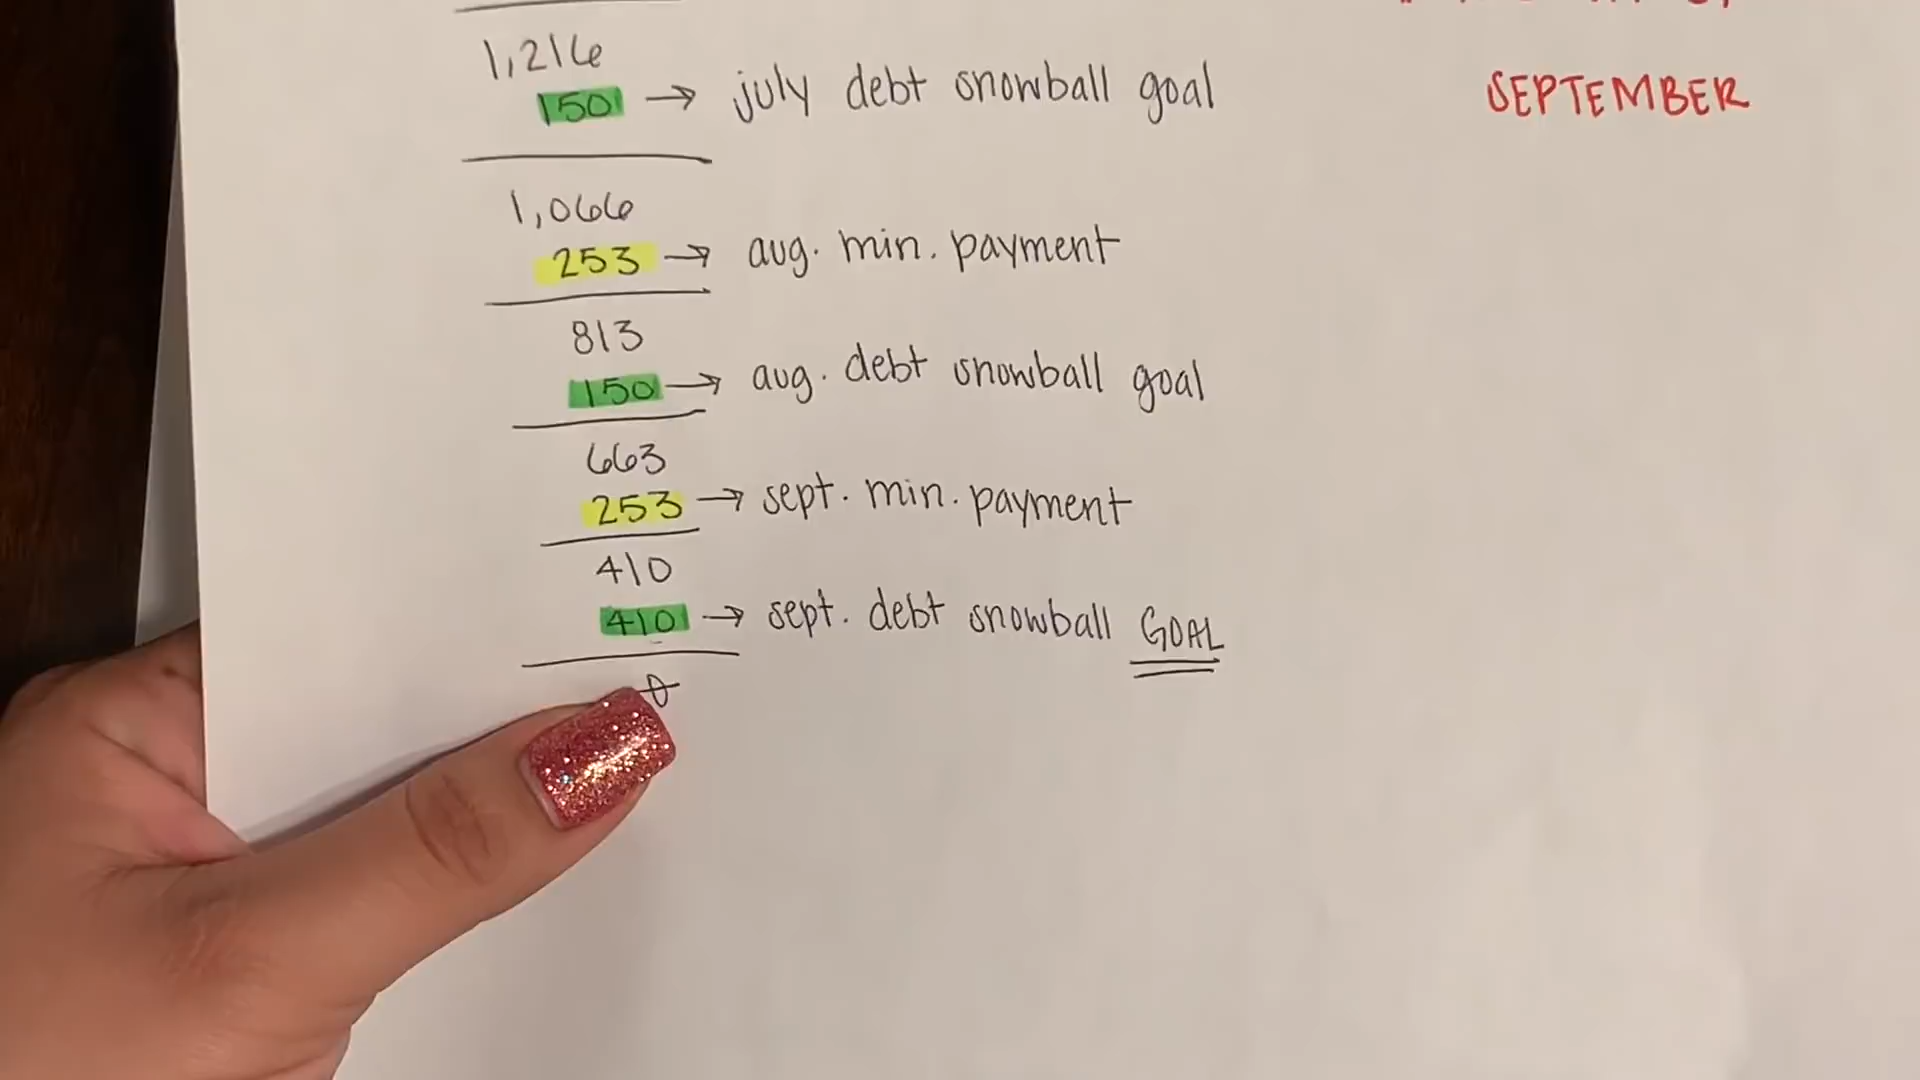 1,216
150 → july debt snowball goal
SEPTEMBER
1,066
253 → aug. min. payment
813
150 → aug. debt snowball goal
663
253 → sept. min. payment
410
410 → sept. debt snowball GOAL
0